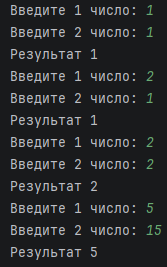 Введите 1 число: 1
Введите 2 число: 1
Результат 1
Введите 1 число: 2
Введите 2 число: 1
Результат 1
Введите 1 число: 2
Введите 2 число: 2
Результат 2
Введите 1 число: 5
Введите 2 число: 15
Результат 5